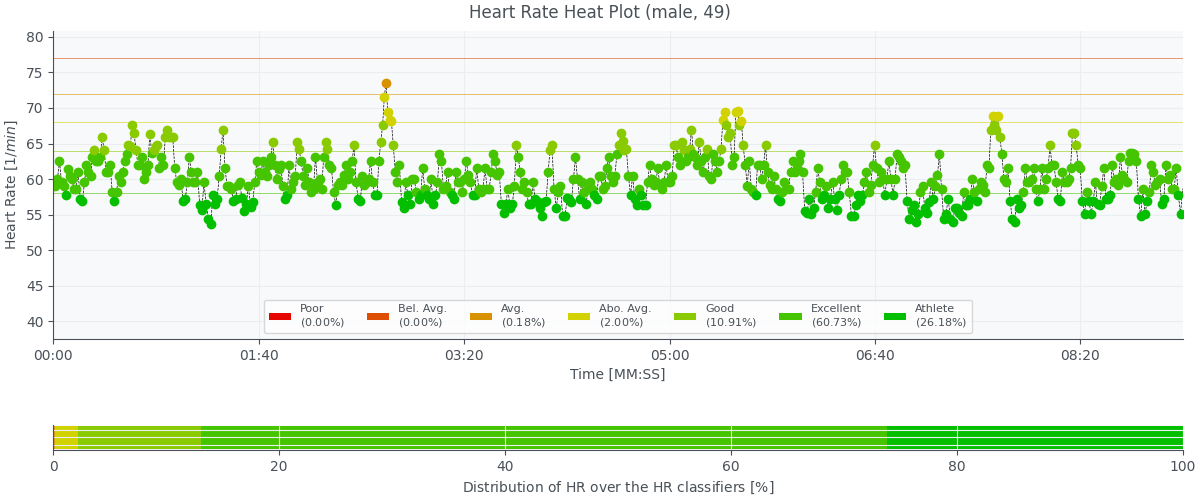 Heart Rate Heat Plot (male, 49)
Heart Rate [1/min]
80
75
70
65
60
55
50
45
40
Poor
(0.00%)
Bel. Avg.
(0.00%)
Avg.
(0.18%)
Abo. Avg.
(2.00%)
Good
(10.91%)
Excellent
(60.73%)
Athlete
(26.18%)
00:00 01:40 03:20 05:00 06:40 08:20
Time [MM:SS]
0 20 40 60 80 100
Distribution of HR over the HR classifiers [%]